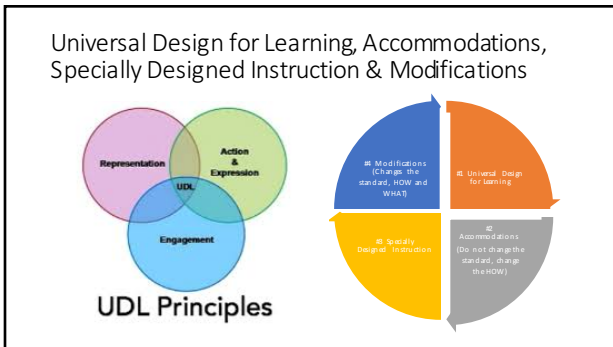 Universal Design for Learning, Accommodations,
Specially Designed Instruction & Modifications
Representation
Action
&
Expression
UDL
Engagement
UDL Principles
#4 Modifications
(Changes the
standard, HOW and
WHAT)
#1 Universal Design
for Learning
#3 Specially
Designed Instruction
#2
Accommodations
(Do not change the
standard, change
the HOW)